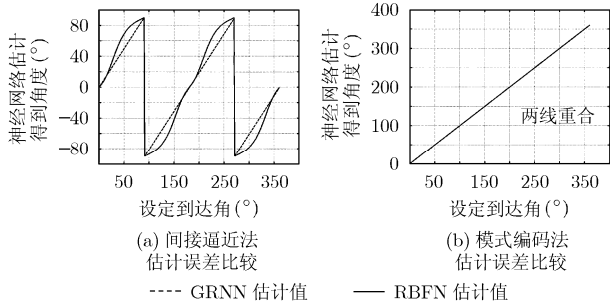 神经网络估计
得到角度(°)
80
40
0
−40
−80
50
150
250
350
设定到达角(°)
(a) 间接逼近法
估计误差比较
神经网络估计
得到角度(°)
400
300
200
100
0
两线重合
50
150
250
350
设定到达角(°)
(b) 模式编码法
估计误差比较
GRNN 估计值
RBFN 估计值